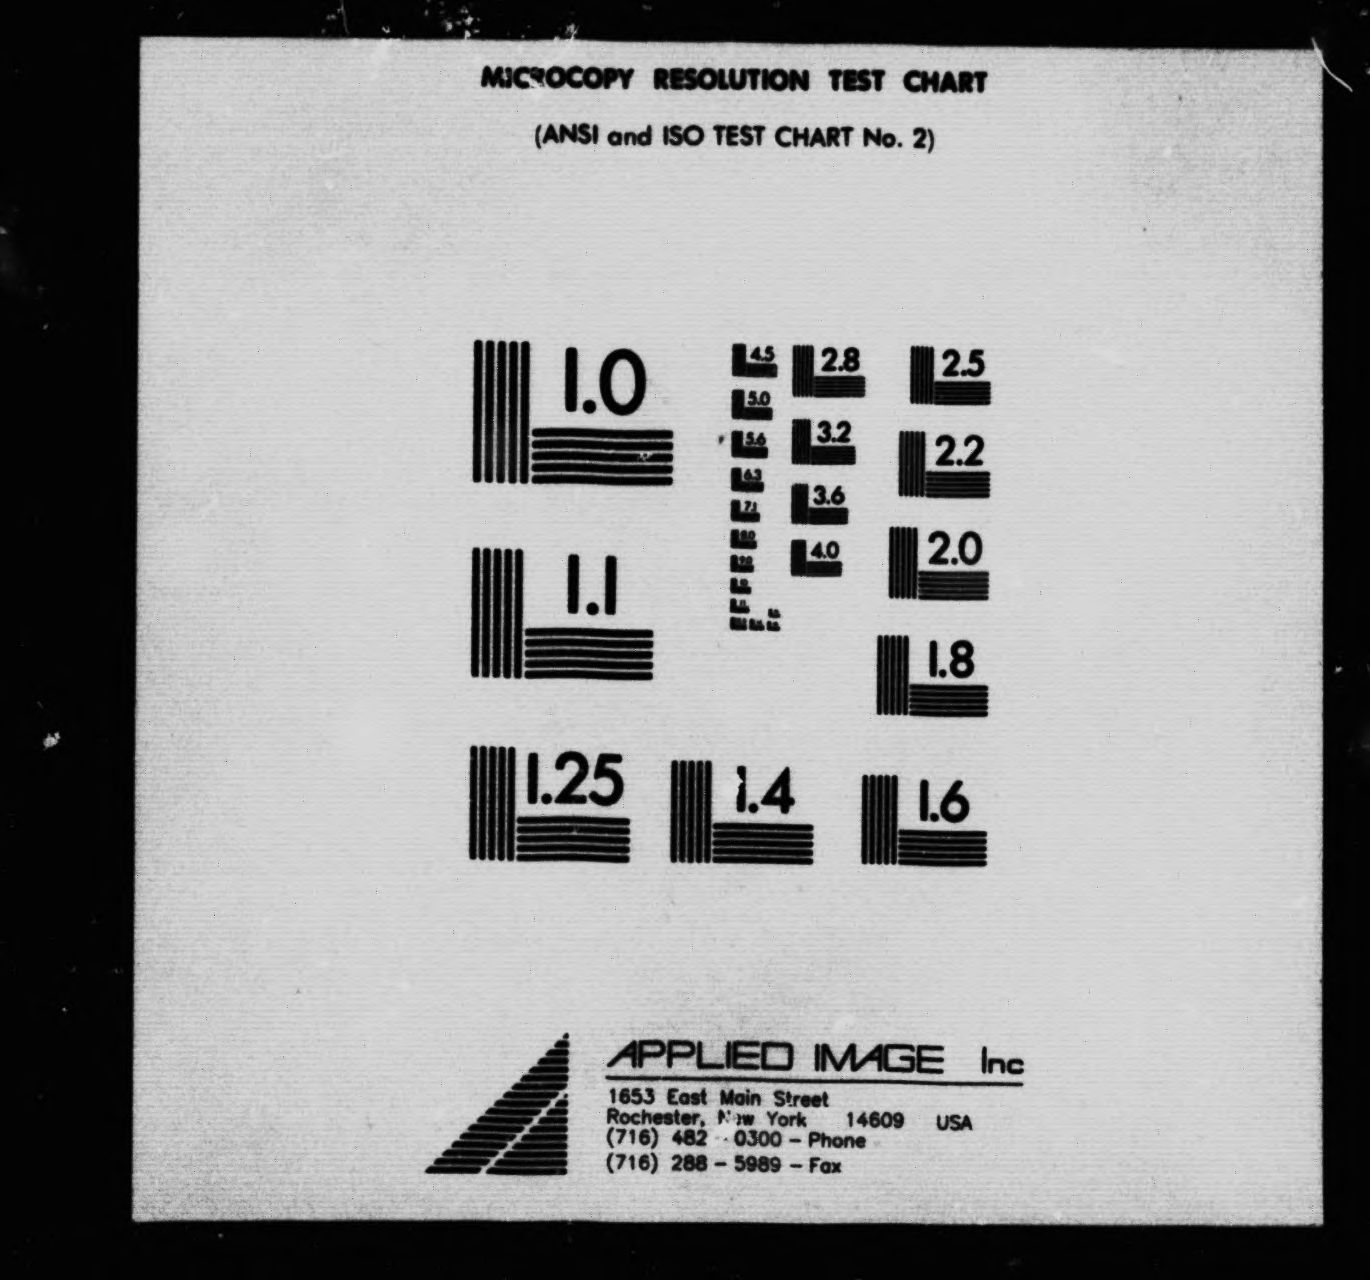 MICROCOPY RESOLUTION TEST CHART
(ANSI and ISO TEST CHART No. 2)
1.0
4.5
2.8
2.5
5.0
3.2
2.2
5.6
6.3
3.6
7.1
2.0
8.0
4.0
9.0
1.1
1.8
1.25
1.4
1.6
APPLIED IMAGE Inc
1653 East Main Street
Rochester, New York 14609 USA
(716) 482 - 0300 - Phone
(716) 288 - 5989 - Fax